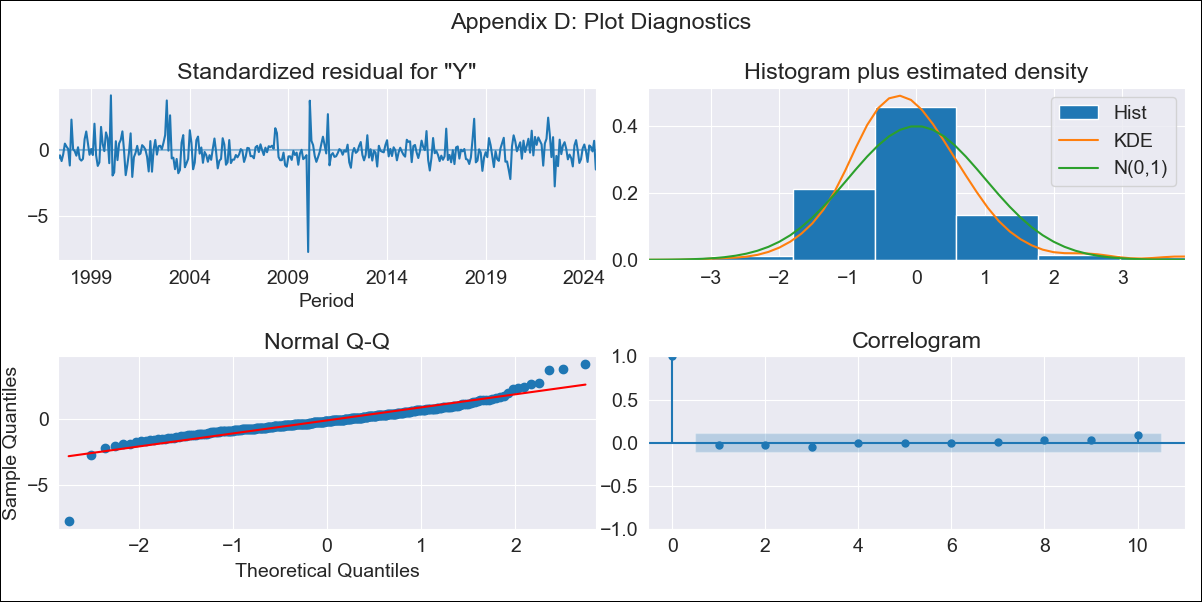 Appendix D: Plot Diagnostics
Standardized residual for "Y"
0
−5
1999 2004 2009 2014 2019 2024
Period
Histogram plus estimated density
Hist
KDE
N(0,1)
0.4
0.2
0.0
−3 −2 −1 0 1 2 3
Normal Q-Q
Sample Quantiles
0
−5
−2 −1 0 1 2
Theoretical Quantiles
Correlogram
1.0
0.5
0.0
−0.5
−1.0
0 2 4 6 8 10